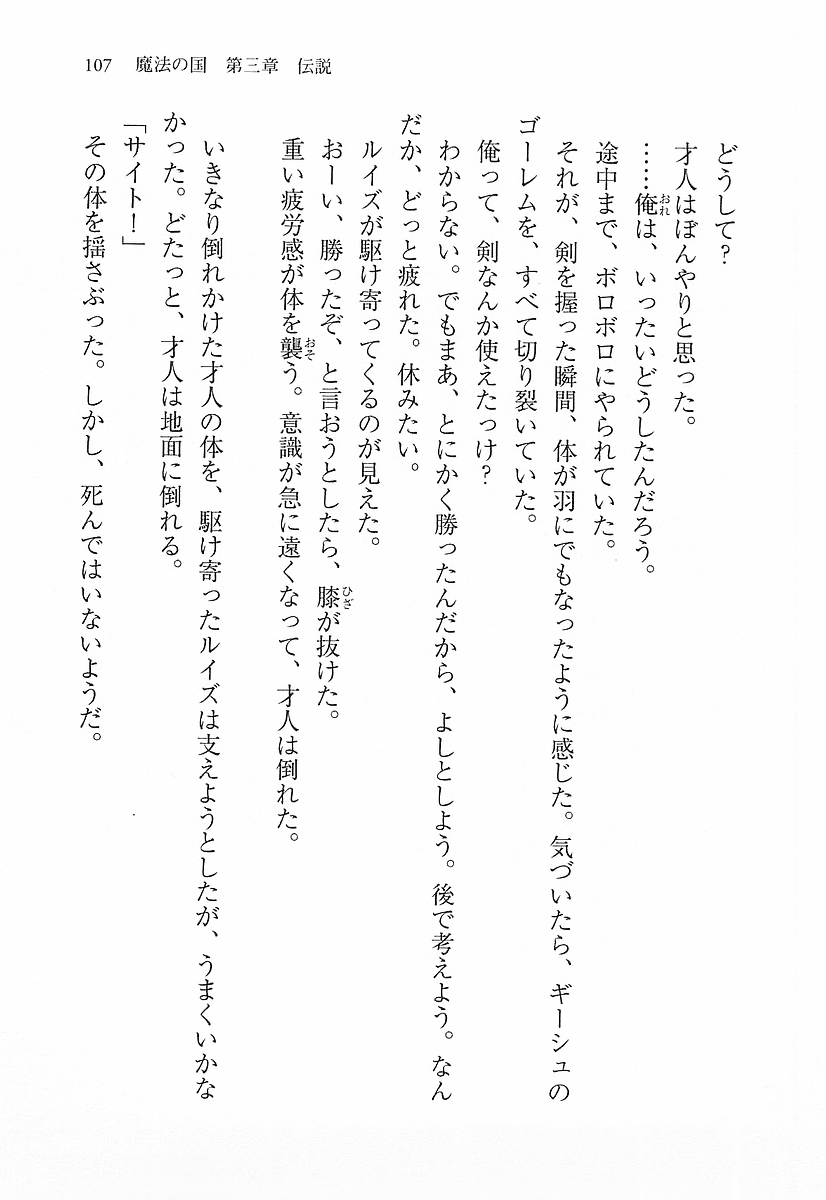 107　魔法の国　第三章　伝説
どうして？
才人はぼんやりと思った。
……俺は、いったいどうしたんだろう。
途中まで、ボロボロにやられていた。
それが、剣を握った瞬間、体が羽にでもなったように感じた。気づいたら、ギーシュの
ゴーレムを、すべて切り裂いていた。
俺って、剣なんか使えたっけ？
わからない。でもまあ、とにかく勝ったんだから、よしとしよう。後で考えよう。なん
だか、どっと疲れた。休みたい。
ルイズが駆け寄ってくるのが見えた。
おーい、勝ったぞ、と言おうとしたら、膝が抜けた。
重い疲労感が体を襲う。意識が急に遠くなって、才人は倒れた。
いきなり倒れかけた才人の体を、駆け寄ったルイズは支えようとしたが、うまくいかな
かった。どたっと、才人は地面に倒れる。
「サイト！」
その体を揺さぶった。しかし、死んではいないようだ。
おれ
ひざ
おそ